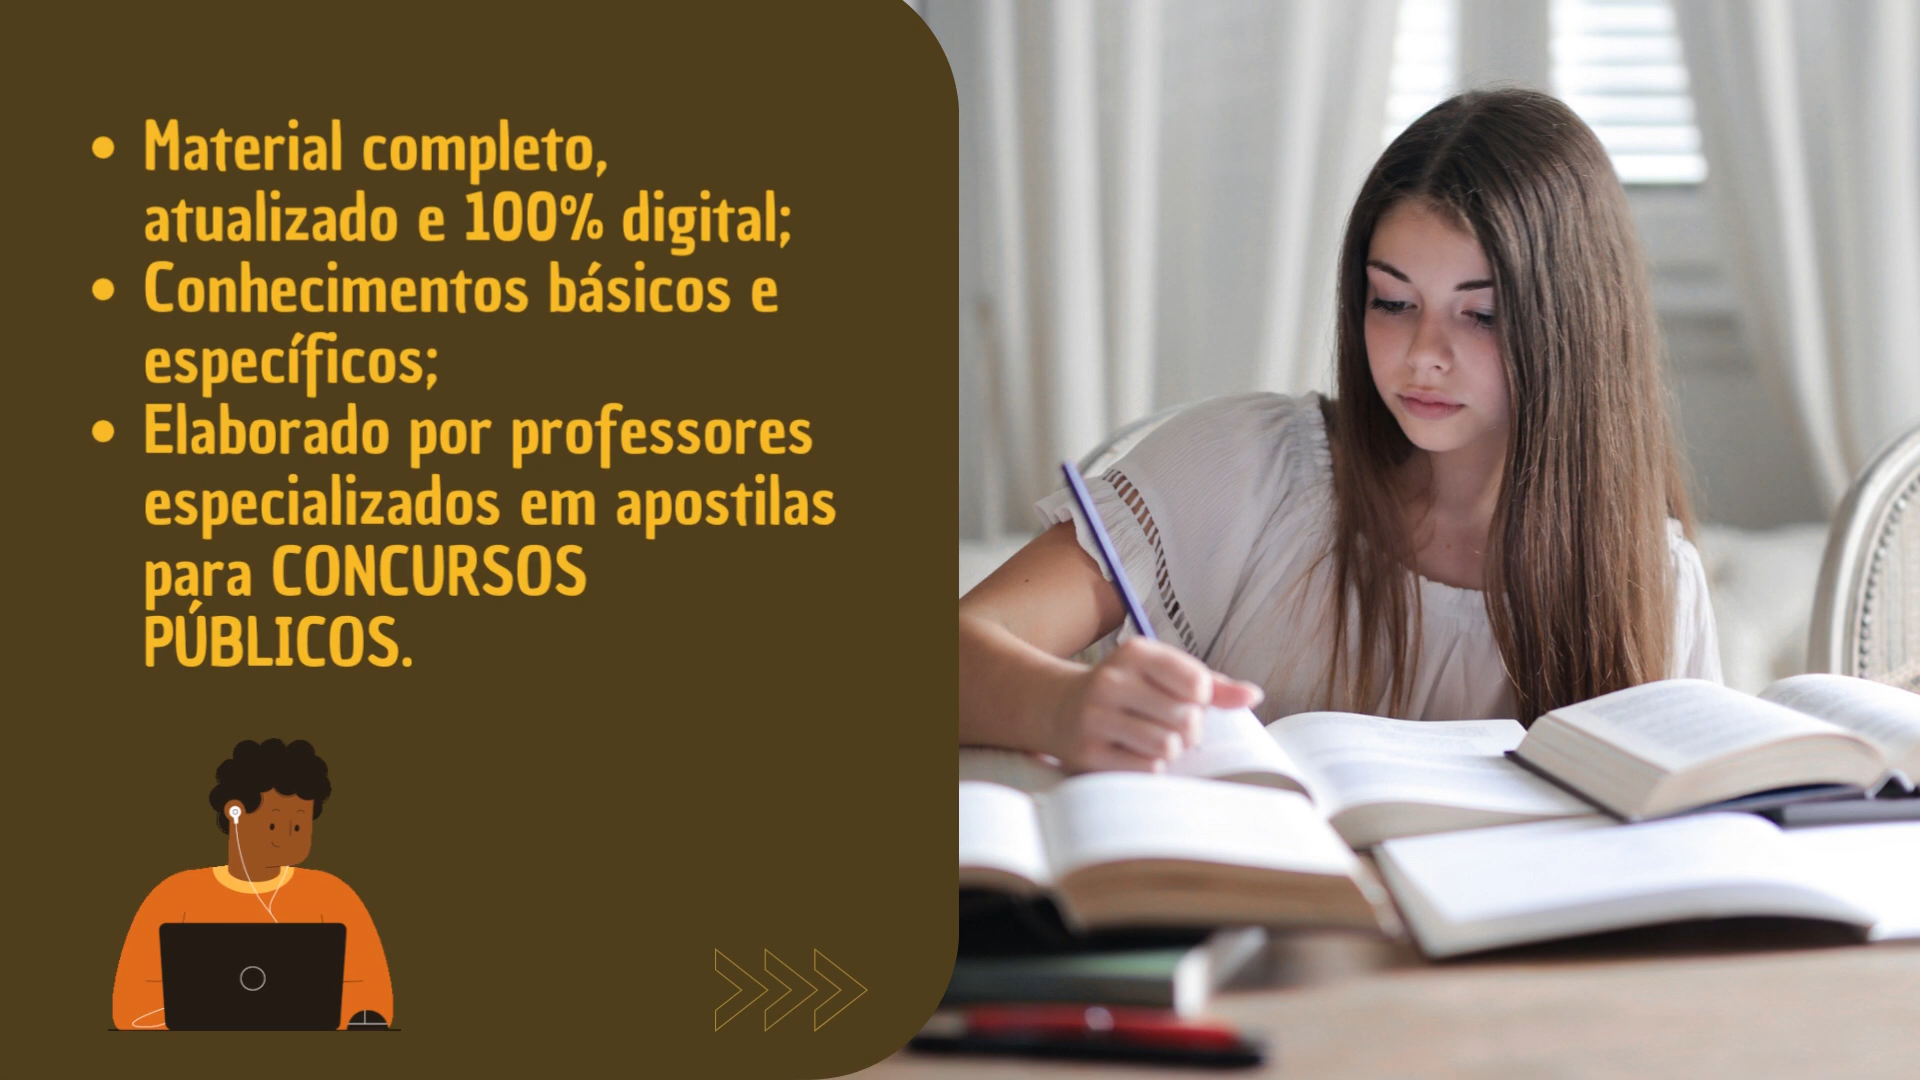 • Material completo,
atualizado e 100% digital;
• Conhecimentos básicos e
específicos;
• Elaborado por professores
especializados em apostilas
para CONCURSOS
PÚBLICOS.